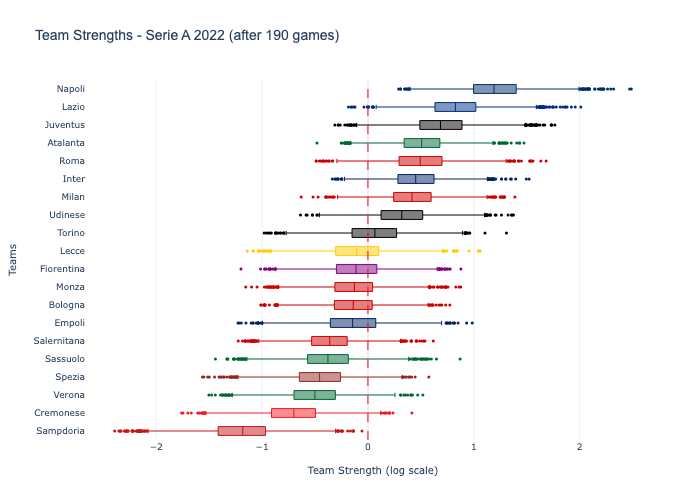 Team Strengths - Serie A 2022 (after 190 games)
Napoli
Lazio
Juventus
Atalanta
Roma
Inter
Milan
Udinese
Torino
Lecce
Fiorentina
Monza
Bologna
Empoli
Salernitana
Sassuolo
Spezia
Verona
Cremonese
Sampdoria
Teams
−2 −1 0 1 2
Team Strength (log scale)